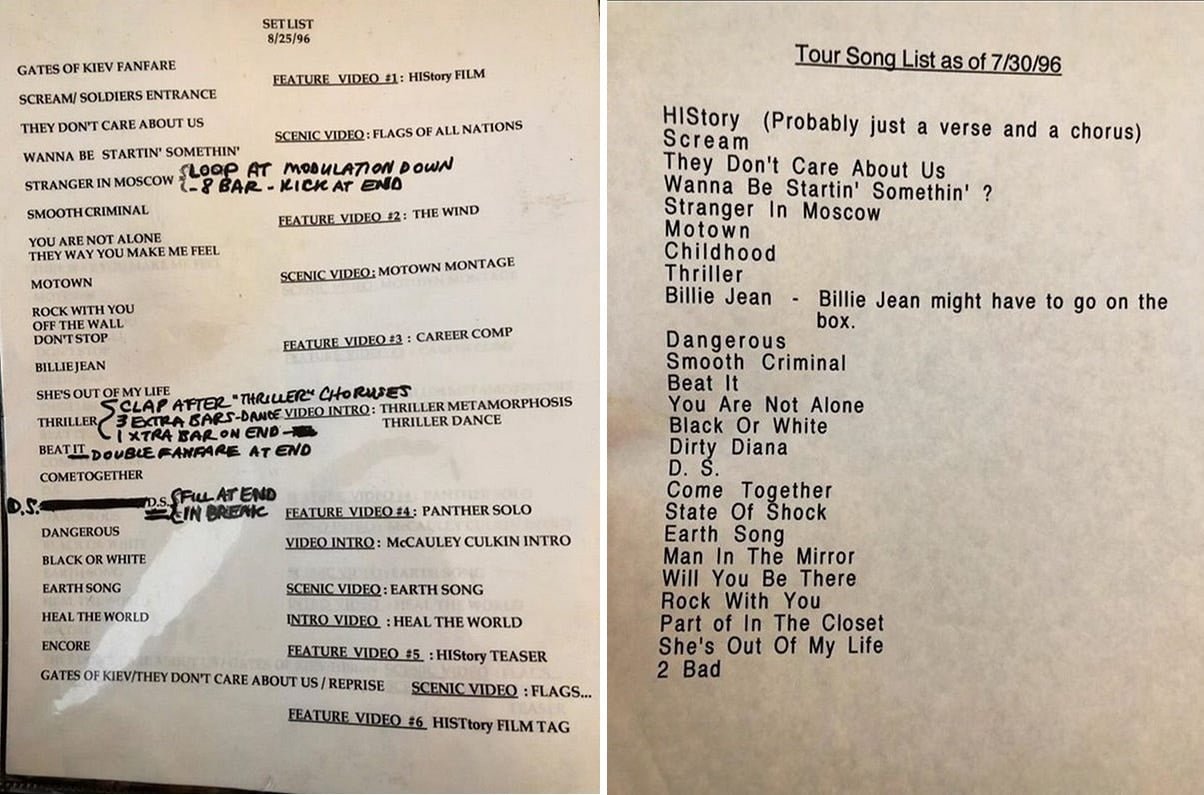 SET LIST
8/25/96
GATES OF KIEV FANFARE
FEATURE VIDEO #1: HIStory FILM
SCREAM/ SOLDIERS ENTRANCE
THEY DON'T CARE ABOUT US
SCENIC VIDEO: FLAGS OF ALL NATIONS
WANNA BE STARTIN' SOMETHIN'
STRANGER IN MOSCOW { LOOP AT MODULATION DOWN
- 8 BAR - KICK AT END
SMOOTH CRIMINAL
FEATURE VIDEO #2: THE WIND
YOU ARE NOT ALONE
THEY WAY YOU MAKE ME FEEL
SCENIC VIDEO: MOTOWN MONTAGE
MOTOWN
ROCK WITH YOU
OFF THE WALL
DON'T STOP
FEATURE VIDEO #3 : CAREER COMP
BILLIE JEAN
SHE'S OUT OF MY LIFE
CLAP AFTER "THRILLER" CHORUSES
THRILLER { 3 EXTRA BARS-DANCE VIDEO INTRO: THRILLER METAMORPHOSIS
THRILLER DANCE
1 XTRA BAR ON END
BEAT IT DOUBLE FANFARE AT END
COMETOGETHER
D.S. D.S. { FILL AT END
IN BREAK
FEATURE VIDEO #4: PANTHER SOLO
DANGEROUS
VIDEO INTRO: McCAULEY CULKIN INTRO
BLACK OR WHITE
EARTH SONG
SCENIC VIDEO: EARTH SONG
HEAL THE WORLD
INTRO VIDEO : HEAL THE WORLD
ENCORE
FEATURE VIDEO #5 : HIStory TEASER
GATES OF KIEV/THEY DON'T CARE ABOUT US / REPRISE SCENIC VIDEO : FLAGS...
FEATURE VIDEO #6 HISTtory FILM TAG
Tour Song List as of 7/30/96
HIStory (Probably just a verse and a chorus)
Scream
They Don't Care About Us
Wanna Be Startin' Somethin' ?
Stranger In Moscow
Motown
Childhood
Thriller
Billie Jean - Billie Jean might have to go on the
box.
Dangerous
Smooth Criminal
Beat It
You Are Not Alone
Black Or White
Dirty Diana
D. S.
Come Together
State Of Shock
Earth Song
Man In The Mirror
Will You Be There
Rock With You
Part of In The Closet
She's Out Of My Life
2 Bad